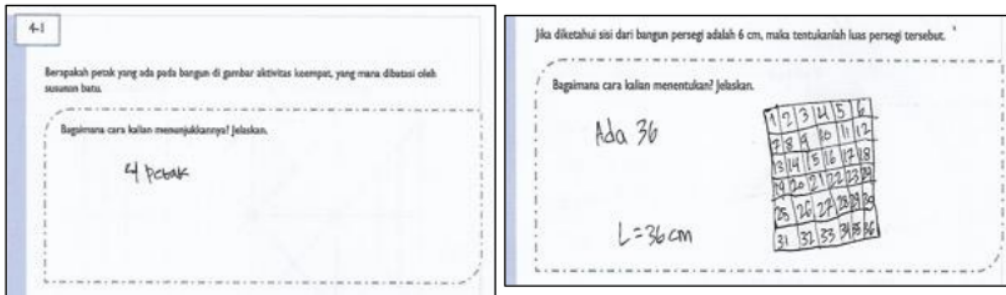 4-1
Berapakah petak yang ada pada bangun di gambar aktivitas keempat, yang mana dibatasi oleh
susunan batu.
Bagaimana cara kalian menunjukkannya? Jelaskan.
4 Petak
Jika diketahui sisi dari bangun persegi adalah 6 cm, maka tentukanlah luas persegi tersebut.
Bagaimana cara kalian menentukan? Jelaskan.
Ada 36
L = 36 cm
1 2 3 4 5 6
7 8 9 10 11 12
13 14 15 16 17 18
19 20 21 22 23 24
25 26 27 28 29 30
31 32 33 34 35 36